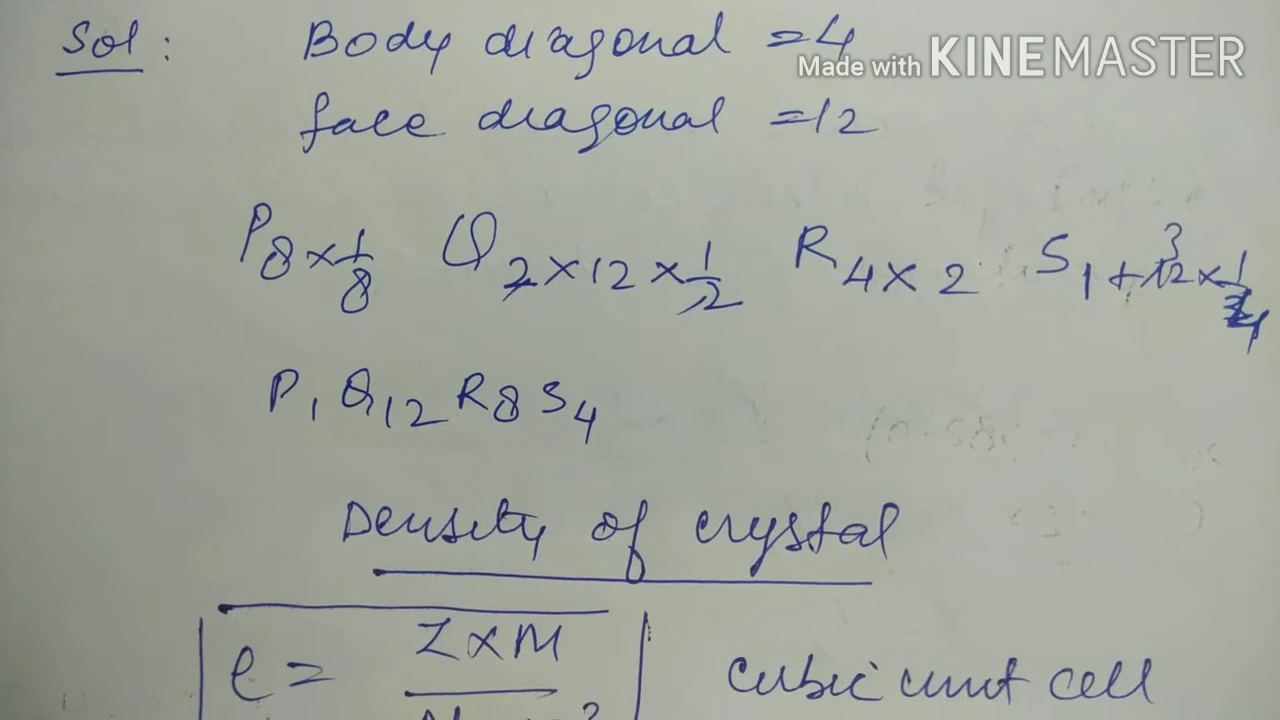 Sol : Body diagonal = 4
Made with KINEMASTER
face diagonal = 12
P8 × 1/8 Q2 × 12 × 1/2 R4 × 2 S1 + 12 3 × 1/4
P1 Q12 R8 S4
Density of crystal
ρ = Z × M cubic unit cell